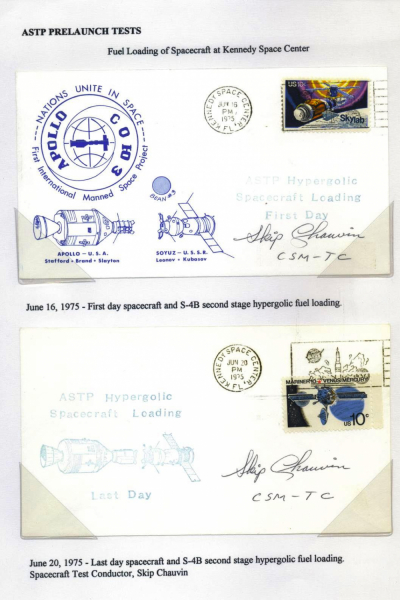 ASTP PRELAUNCH TESTS
Fuel Loading of Spacecraft at Kennedy Space Center
NATIONS UNITE IN SPACE
APOLLO
СОЮЗ
First International Manned Space Project
BEAN #3
APOLLO – U.S.A.
Stafford • Brand • Slayton
SOYUZ – U.S.S.R.
Leonov • Kubasov
KENNEDY SPACE CENTER,
JUN 16
PM
1975
FL.
US 10c
Skylab
ASTP Hypergolic
Spacecraft Loading
First Day
Skip Chauvin
CSM-TC
June 16, 1975 - First day spacecraft and S-4B second stage hypergolic fuel loading.
KENNEDY SPACE CENTER,
JUN 20
PM
1975
FL.
MARINER 10 ★ VENUS/MERCURY
US 10c
ASTP Hypergolic
Spacecraft Loading
Last Day
Skip Chauvin
CSM-TC
June 20, 1975 - Last day spacecraft and S-4B second stage hypergolic fuel loading.
Spacecraft Test Conductor, Skip Chauvin